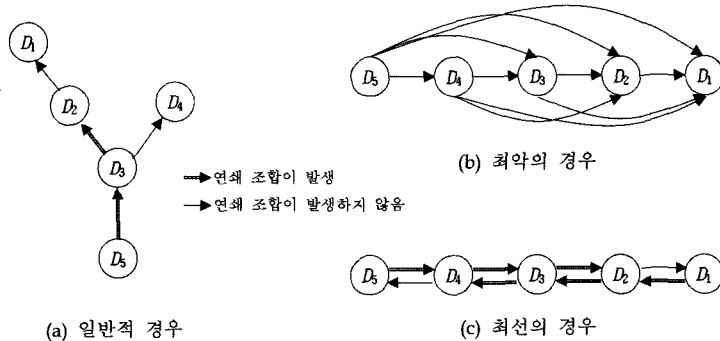 D1
D2
D4
D3
D5
연쇄 조합이 발생
연쇄 조합이 발생하지 않음
(a) 일반적 경우
D5
D4
D3
D2
D1
(b) 최악의 경우
D5
D4
D3
D2
D1
(c) 최선의 경우